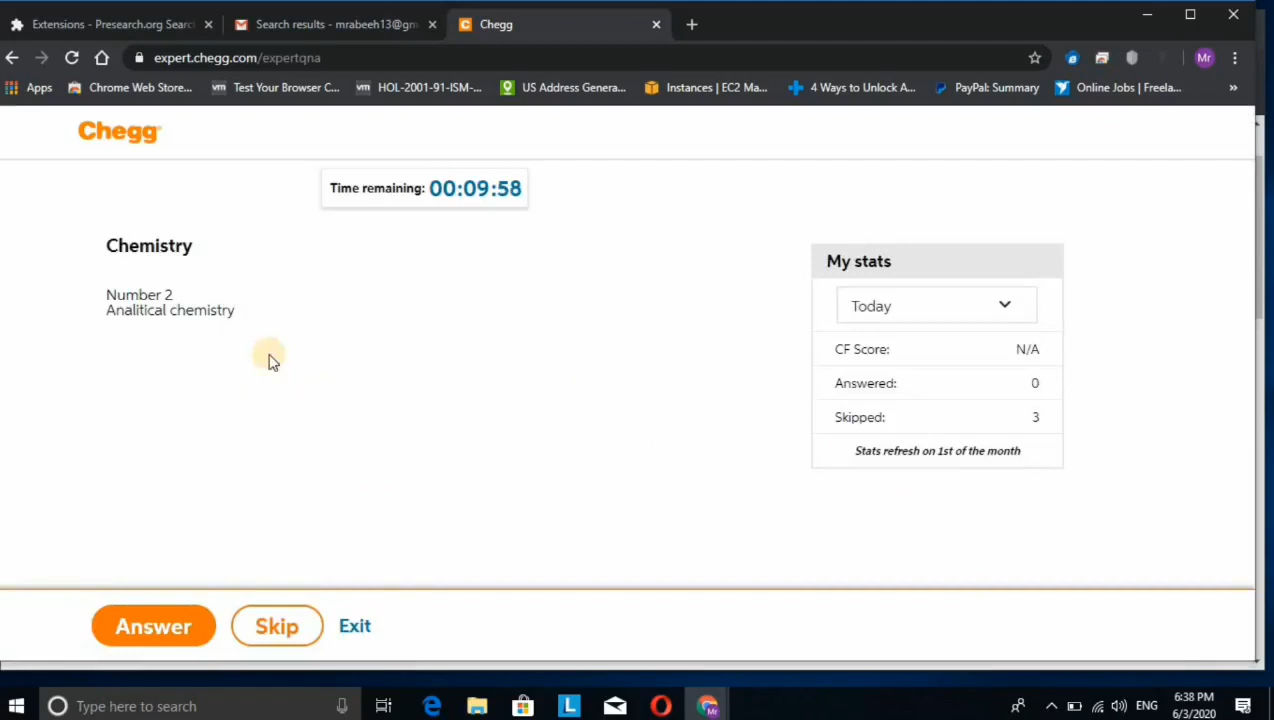 Extensions - Presearch.org Searc
Search results - mrabeeh13@gm
Chegg
expert.chegg.com/expertqna
Mr
Apps
Chrome Web Store...
vm Test Your Browser C...
vm HOL-2001-91-ISM-...
US Address Genera...
Instances | EC2 Ma...
4 Ways to Unlock A...
PayPal: Summary
Online Jobs | Freela...
»
Chegg
Time remaining: 00:09:58
Chemistry
Number 2
Analitical chemistry
My stats
Today
CF Score: N/A
Answered: 0
Skipped: 3
Stats refresh on 1st of the month
Answer
Skip
Exit
Type here to search
ENG
6:38 PM
6/3/2020